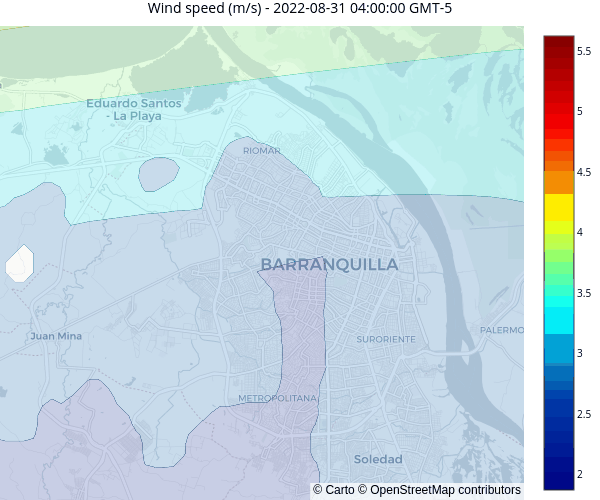 Wind speed (m/s) - 2022-08-31 04:00:00 GMT-5
5.5
5
4.5
4
3.5
3
2.5
2
Eduardo Santos
- La Playa
RIOMAR
BARRANQUILLA
Juan Mina
SURORIENTE
PALERMO
METROPOLITANA
Soledad
© Carto © OpenStreetMap contributors